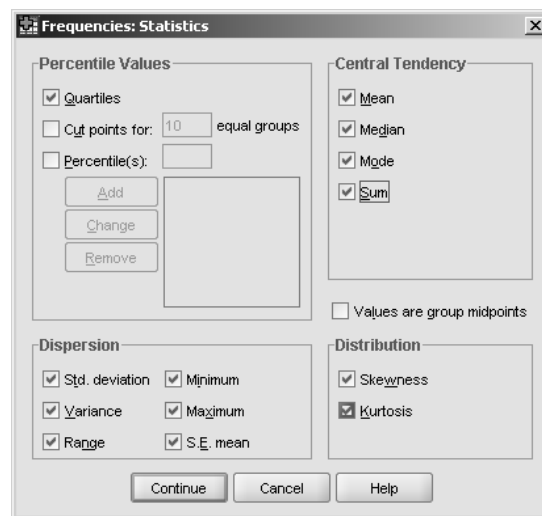 Frequencies: Statistics
Percentile Values
Quartiles
Cut points for: 10 equal groups
Percentile(s):
Add
Change
Remove
Central Tendency
Mean
Median
Mode
Sum
Values are group midpoints
Dispersion
Std. deviation Minimum
Variance Maximum
Range S.E. mean
Distribution
Skewness
Kurtosis
Continue Cancel Help